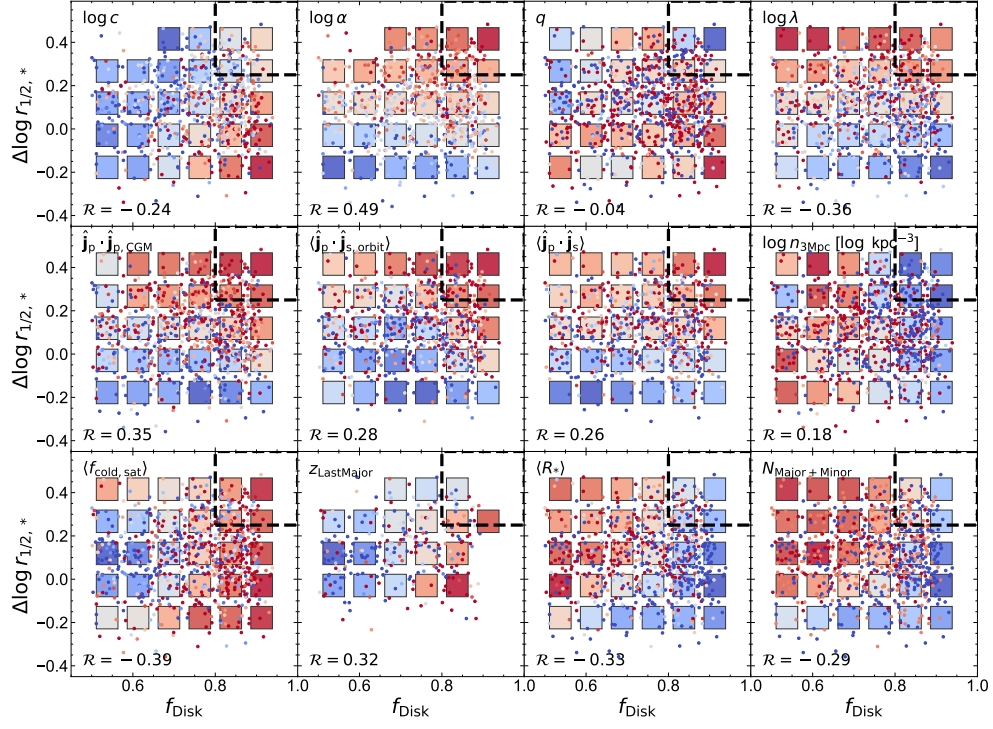 log c
log α
q
log λ
Δlog r1/2, *
0.4
0.2
0.0
−0.2
−0.4
ℛ = −0.24
ℛ = 0.49
ℛ = −0.04
ℛ = −0.36
ĵp · ĵp, CGM
⟨ĵp · ĵs, orbit⟩
⟨ĵp · ĵs⟩
log n3Mpc [log kpc−3]
Δlog r1/2, *
0.4
0.2
0.0
−0.2
−0.4
ℛ = 0.35
ℛ = 0.28
ℛ = 0.26
ℛ = 0.18
⟨fcold, sat⟩
zLastMajor
⟨R*⟩
NMajor + Minor
Δlog r1/2, *
0.4
0.2
0.0
−0.2
−0.4
ℛ = −0.39
ℛ = 0.32
ℛ = −0.33
ℛ = −0.29
0.6 0.8 1.0 0.6 0.8 1.0 0.6 0.8 1.0 0.6 0.8 1.0
fDisk fDisk fDisk fDisk